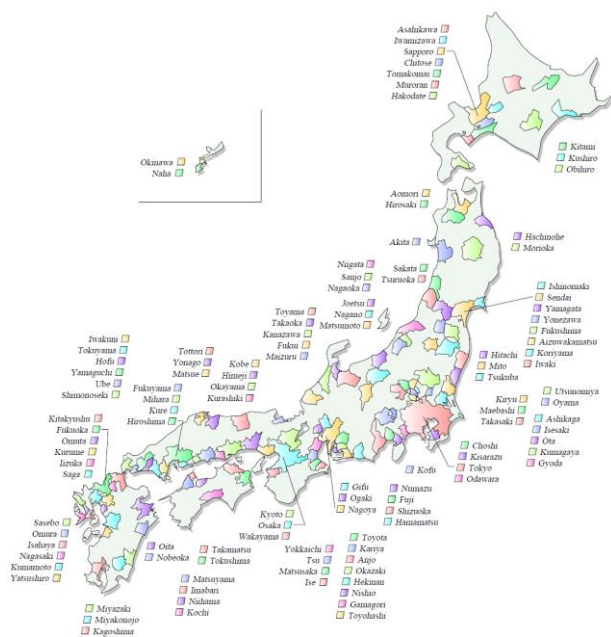 Asahikawa
Iwamizawa
Sapporo
Chitose
Tomakomai
Muroran
Hakodate
Kitami
Kushiro
Obihiro
Okinawa
Naha
Aomori
Hirosaki
Akita
Hachinohe
Morioka
Niigata
Sanjo
Nagaoka
Sakata
Tsuruoka
Joetsu
Nagano
Matsumoto
Ishinomaki
Sendai
Yamagata
Yonezawa
Fukushima
Aizuwakamatsu
Koriyama
Iwaki
Toyama
Takaoka
Kanazawa
Fukui
Maizuru
Iwakuni
Tokuyama
Hofu
Yamaguchi
Ube
Shimonoseki
Tottori
Yonago
Matsue
Kobe
Himeji
Okayama
Kurashiki
Fukuyama
Mihara
Kure
Hiroshima
Hitachi
Mito
Tsukuba
Utsunomiya
Oyama
Kiryu
Maebashi
Takasaki
Ashikaga
Isesaki
Ota
Kumagaya
Gyoda
Kitakyushu
Fukuoka
Omuta
Kurume
Iizuka
Saga
Choshi
Kisarazu
Tokyo
Odawara
Kofu
Numazu
Fuji
Shizuoka
Hamamatsu
Gifu
Ogaki
Nagoya
Kyoto
Osaka
Wakayama
Sasebo
Omura
Isahaya
Nagasaki
Kumamoto
Yatsushiro
Oita
Nobeoka
Takamatsu
Tokushima
Yokkaichi
Tsu
Matsusaka
Ise
Toyota
Kariya
Anjo
Okazaki
Hekinan
Nishio
Gamagori
Toyohashi
Matsuyama
Imabari
Niihama
Kochi
Miyazaki
Miyakonojo
Kagoshima